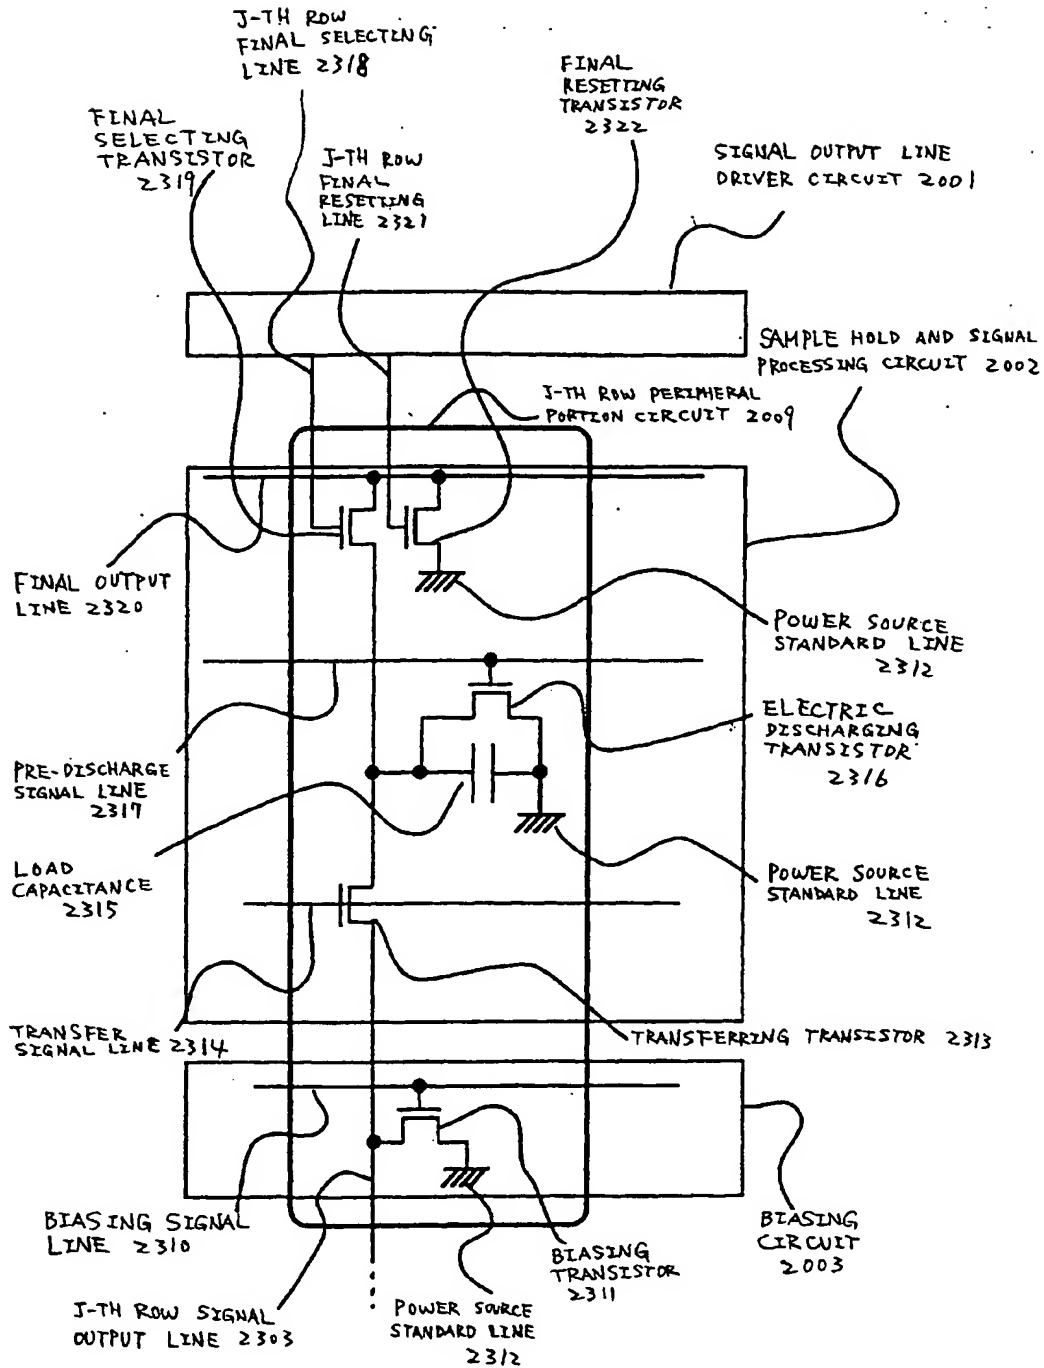 J-TH ROW
FINAL SELECTING
LINE 2318
FINAL
RESETTING
TRANSISTOR
2322
FINAL
SELECTING
TRANSISTOR
2319
J-TH ROW
FINAL
RESETTING
LINE 2321
SIGNAL OUTPUT LINE
DRIVER CIRCUIT 2001
SAMPLE HOLD AND SIGNAL
PROCESSING CIRCUIT 2002
J-TH ROW PERIPHERAL
PORTION CIRCUIT 2009
FINAL OUTPUT
LINE 2320
POWER SOURCE
STANDARD LINE
2312
ELECTRIC
DISCHARGING
TRANSISTOR
2316
PRE-DISCHARGE
SIGNAL LINE
2317
LOAD
CAPACITANCE
2315
POWER SOURCE
STANDARD LINE
2312
TRANSFER
SIGNAL LINE 2314
TRANSFERRING TRANSISTOR 2313
BIASING SIGNAL
LINE 2310
BIASING
TRANSISTOR
2311
BIASING
CIRCUIT
2003
J-TH ROW SIGNAL
OUTPUT LINE 2303
POWER SOURCE
STANDARD LINE
2312